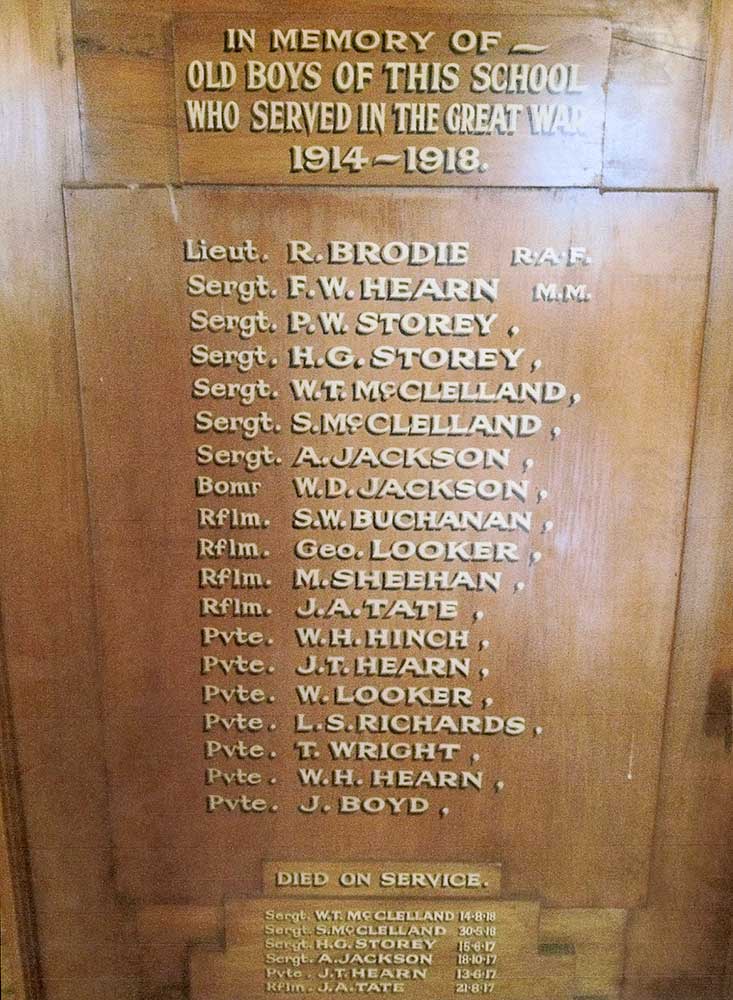 IN MEMORY OF —
OLD BOYS OF THIS SCHOOL
WHO SERVED IN THE GREAT WAR
1914–1918.
Lieut. R. BRODIE R.A.F.
Sergt. F.W. HEARN M.M.
Sergt. P.W. STOREY,
Sergt. H.G. STOREY,
Sergt. W.T. McCLELLAND,
Sergt. S. McCLELLAND,
Sergt. A. JACKSON,
Bomr W.D. JACKSON,
Rflm. S.W. BUCHANAN,
Rflm. Geo. LOOKER,
Rflm. M. SHEEHAN,
Rflm. J.A. TATE,
Pvte. W.H. HINCH,
Pvte. J.T. HEARN,
Pvte. W. LOOKER,
Pvte. L.S. RICHARDS,
Pvte. T. WRIGHT,
Pvte. W.H. HEARN,
Pvte. J. BOYD,
DIED ON SERVICE.
Sergt. W.T. McCLELLAND 14·8·18
Sergt. S. McCLELLAND 30·5·18
Sergt. H.G. STOREY 15·6·17
Sergt. A. JACKSON 18·10·17
Pvte. J.T. HEARN 13·6·17
Rflm. J.A. TATE 21·8·17